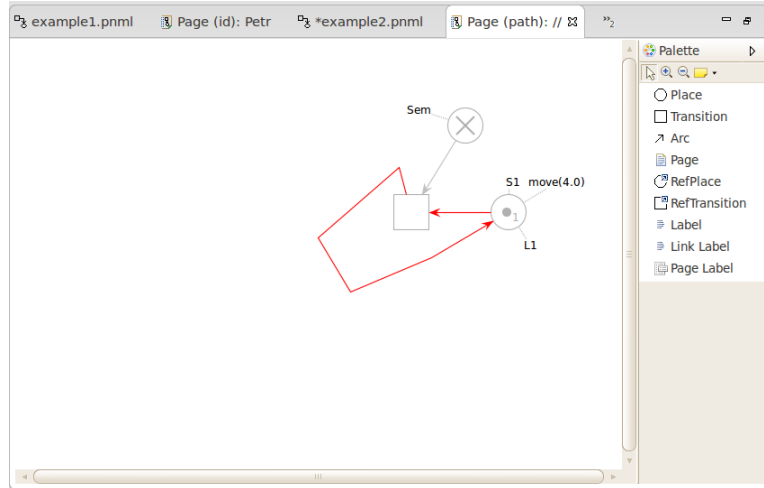 example1.pnml Page (id): Petr *example2.pnml Page (path): // »2
Palette
Sem
Place
Transition
Arc
Page
S1 move(4.0)
RefPlace
1
RefTransition
Label
L1
Link Label
Page Label